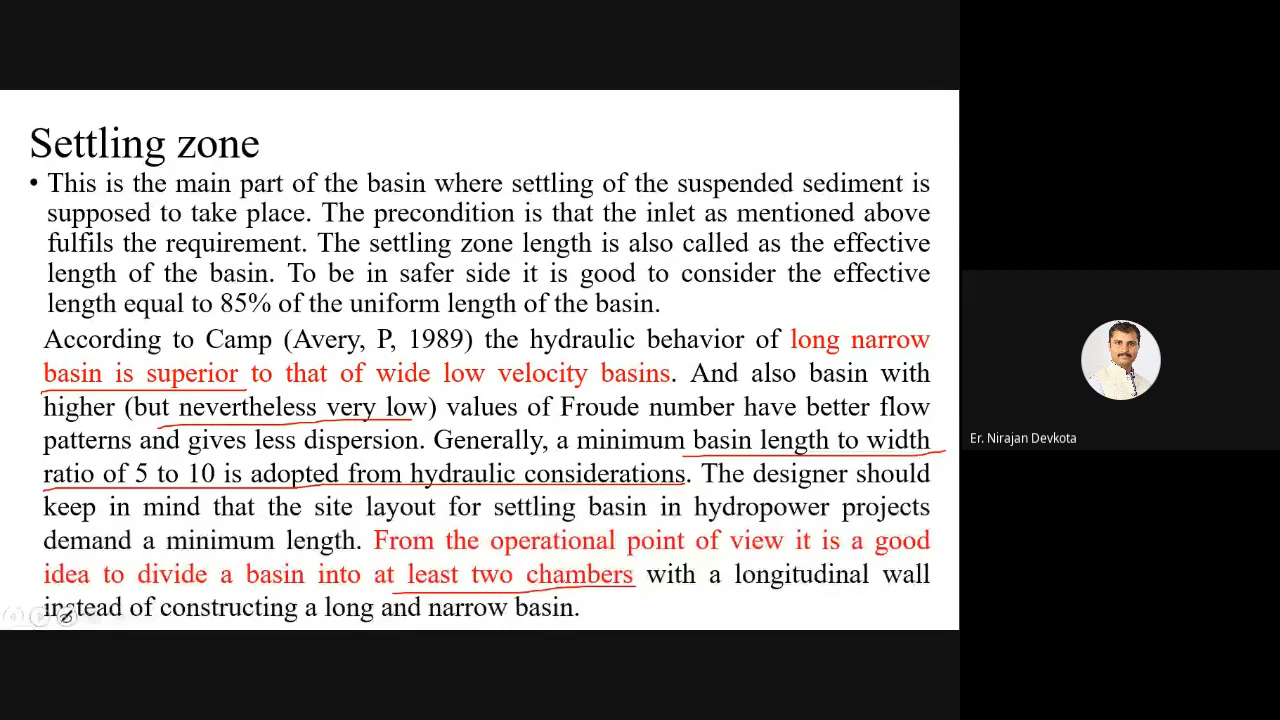 Settling zone
• This is the main part of the basin where settling of the suspended sediment is
supposed to take place. The precondition is that the inlet as mentioned above
fulfils the requirement. The settling zone length is also called as the effective
length of the basin. To be in safer side it is good to consider the effective
length equal to 85% of the uniform length of the basin.
According to Camp (Avery, P, 1989) the hydraulic behavior of long narrow
basin is superior to that of wide low velocity basins. And also basin with
higher (but nevertheless very low) values of Froude number have better flow
patterns and gives less dispersion. Generally, a minimum basin length to width
ratio of 5 to 10 is adopted from hydraulic considerations. The designer should
keep in mind that the site layout for settling basin in hydropower projects
demand a minimum length. From the operational point of view it is a good
idea to divide a basin into at least two chambers with a longitudinal wall
instead of constructing a long and narrow basin.
Er. Nirajan Devkota